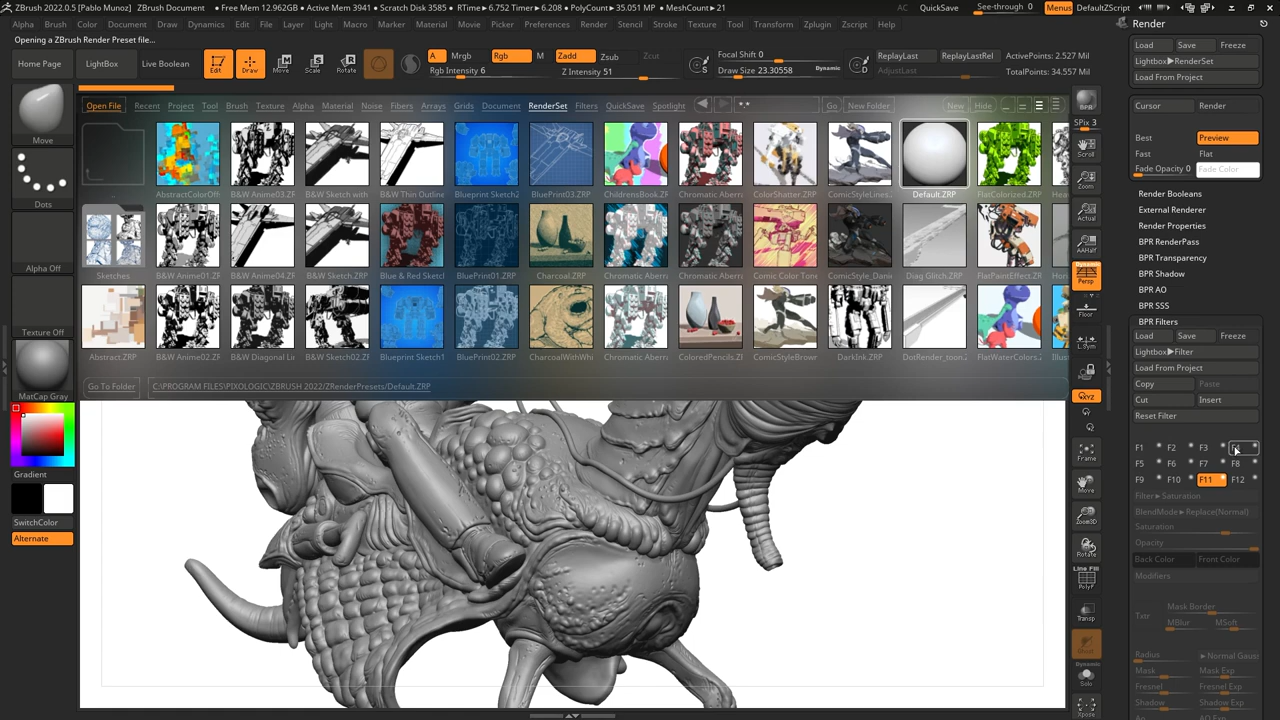 ZBrush 2022.0.5 [Pablo Munoz] ZBrush Document • Free Mem 12.962GB • Active Mem 3941 • Scratch Disk 3585 • RTime►6.752 Timer►6.208 • PolyCount►35.051 MP • MeshCount►21 AC QuickSave See-through 0 Menus DefaultZScript
Alpha Brush Color Document Draw Dynamics Edit File Layer Light Macro Marker Material Movie Picker Preferences Render Stencil Stroke Texture Tool Transform Zplugin Zscript Help
Opening a ZBrush Render Preset file...
Home Page LightBox Live Boolean Edit Draw Move Scale Rotate
A Mrgb Rgb M Zadd Zsub Zcut
Rgb Intensity 6 Z Intensity 51
Focal Shift 0
Draw Size 23.30558 Dynamic
ReplayLast ReplayLastRel
AdjustLast
ActivePoints: 2.527 Mil
TotalPoints: 34.557 Mil
Open File Recent Project Tool Brush Texture Alpha Material Noise Fibers Arrays Grids Document RenderSet Filters QuickSave Spotlight *.* Go New Folder New Hide
B&W Anime03.ZRP B&W Sketch with B&W Thin Outline Blueprint Sketch2 BluePrint03.ZRP ChildrensBook.ZRP Chromatic Aberra ColorShatter.ZRP ComicStyleLines. Default.ZRP FlatColorized.ZRP
Sketches B&W Anime01.ZRP B&W Anime04.ZRP B&W Sketch.ZRP Blue & Red Sketcl BluePrint01.ZRP Charcoal.ZRP Chromatic Aberra Chromatic Aberra Comic Color Tone ComicStyle_Danie Diag Glitch.ZRP FlatPaintEffect.ZR
Abstract.ZRP B&W Anime02.ZRP B&W Diagonal Lir B&W Sketch02.ZRP Blueprint Sketch1 BluePrint02.ZRP CharcoalWithWhi Chromatic Aberra ColoredPencils.Z ComicStyleBrowr DarkInk.ZRP DotRender_toon. FlatWaterColors.Z
Go To Folder C:\PROGRAM FILES\PIXOLOGIC\ZBRUSH 2022/ZRenderPresets/Default.ZRP
Move
Dots
Alpha Off
Texture Off
MatCap Gray
Gradient
SwitchColor
Alternate
BPR
SPix 3
Scroll
Zoom
Actual
AAHalf
Dynamic
Persp
Floor
L.Sym
XYZ
Frame
Move
Zoom3D
Rotate
Line Fill
PolyF
Transp
Dynamic
Solo
Xpose
Render
Load Save Freeze
Lightbox►RenderSet
Load From Project
Cursor Render
Best Preview
Fast Flat
Fade Opacity 0 Fade Color
Render Booleans
External Renderer
Render Properties
BPR RenderPass
BPR Transparency
BPR Shadow
BPR AO
BPR SSS
BPR Filters
Load Save Freeze
Lightbox►Filter
Load From Project
Copy Paste
Cut Insert
Reset Filter
F1 F2 F3 F4
F5 F6 F7 F8
F9 F10 F11 F12
Filter►Saturation
BlendMode►Replace(Normal)
Saturation
Opacity
Back Color Front Color
Modifiers
Txtr Mask Border
MBlur MSoft
Radius ►Normal Gaus
Mask Mask Exp
Fresnel Fresnel Exp
Shadow Shadow Exp